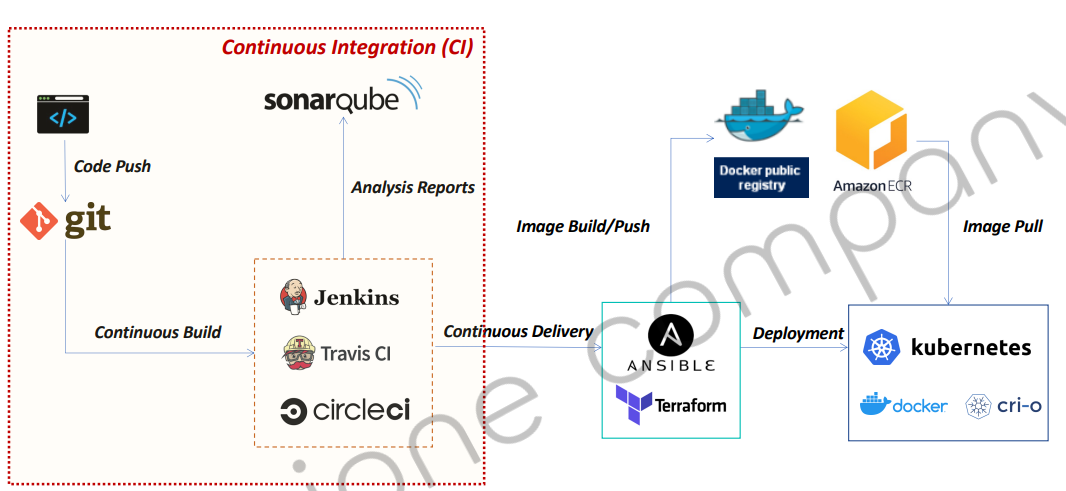 Continuous Integration (CI)
</>
sonarqube
Code Push
Analysis Reports
git
Docker public
registry
Amazon ECR
Image Build/Push
Image Pull
Jenkins
Continuous Build
Travis CI
circleci
Continuous Delivery
ANSIBLE
Terraform
Deployment
kubernetes
docker
cri-o
one company